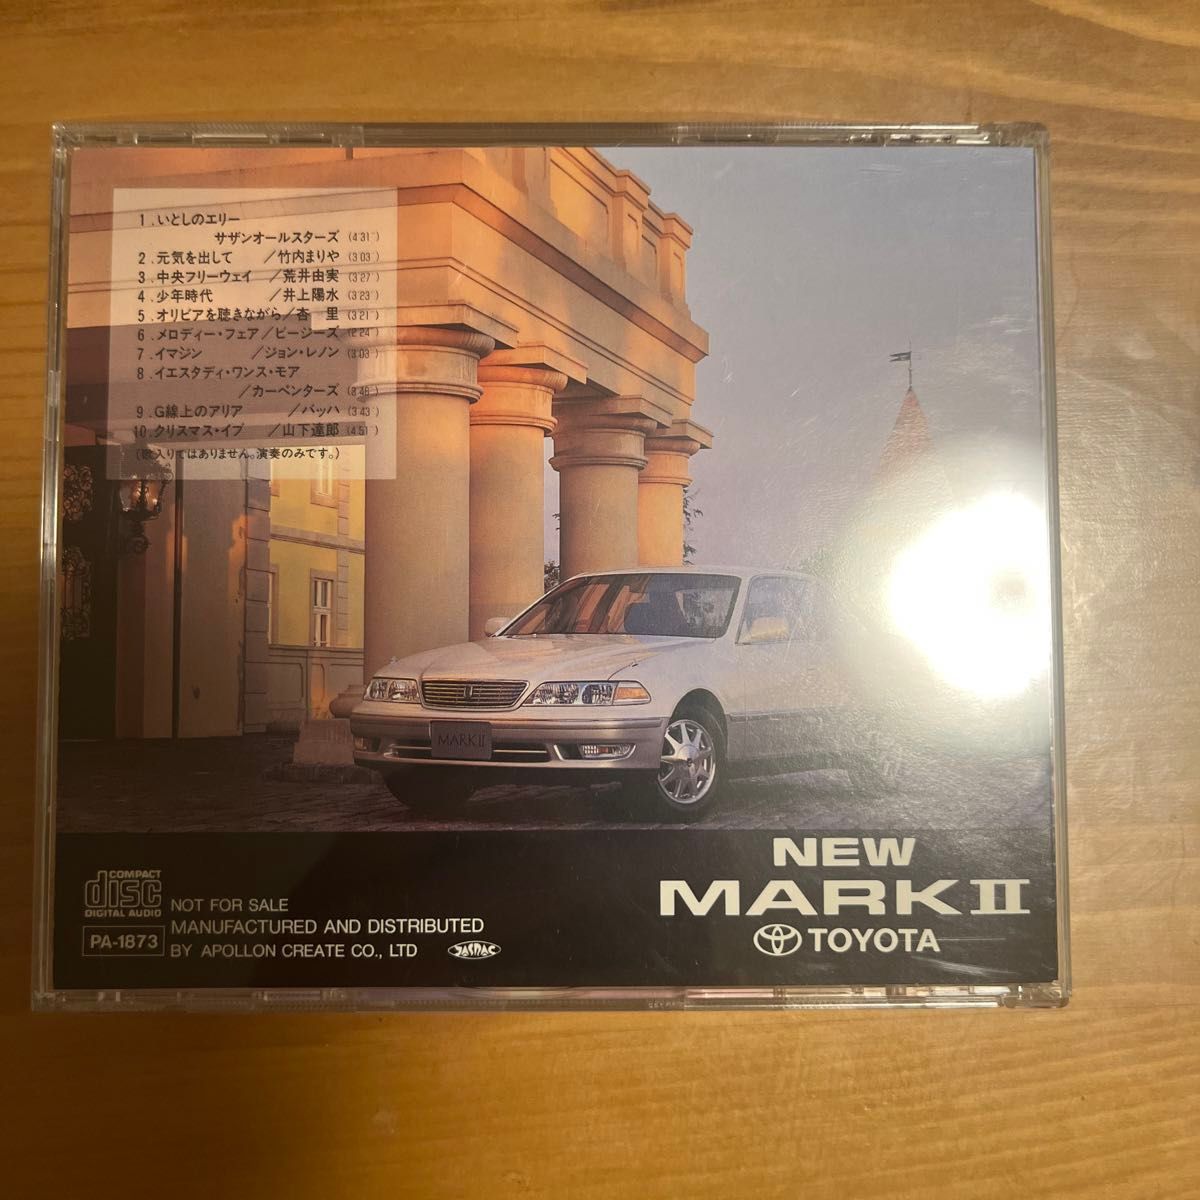 1.いとしのエリー
サザンオールスターズ (4'31")
2.元気を出して /竹内まりや (3'03")
3.中央フリーウェイ /荒井由実 (3'27")
4.少年時代 /井上陽水 (3'23")
5.オリビアを聴きながら/杏 里 (3'21")
6.メロディー・フェア/ビージーズ (2'24")
7.イマジン /ジョン・レノン (3'03")
8.イエスタデイ・ワンス・モア
/カーペンターズ (3'46")
9.G線上のアリア /バッハ (3'43")
10.クリスマス・イブ /山下達郎 (4'51")
(歌入りではありません。演奏のみです。)
MARK II
NEW
MARK II
TOYOTA
COMPACT
disc
DIGITAL AUDIO
PA-1873
NOT FOR SALE
MANUFACTURED AND DISTRIBUTED
BY APOLLON CREATE CO., LTD
JASRAC